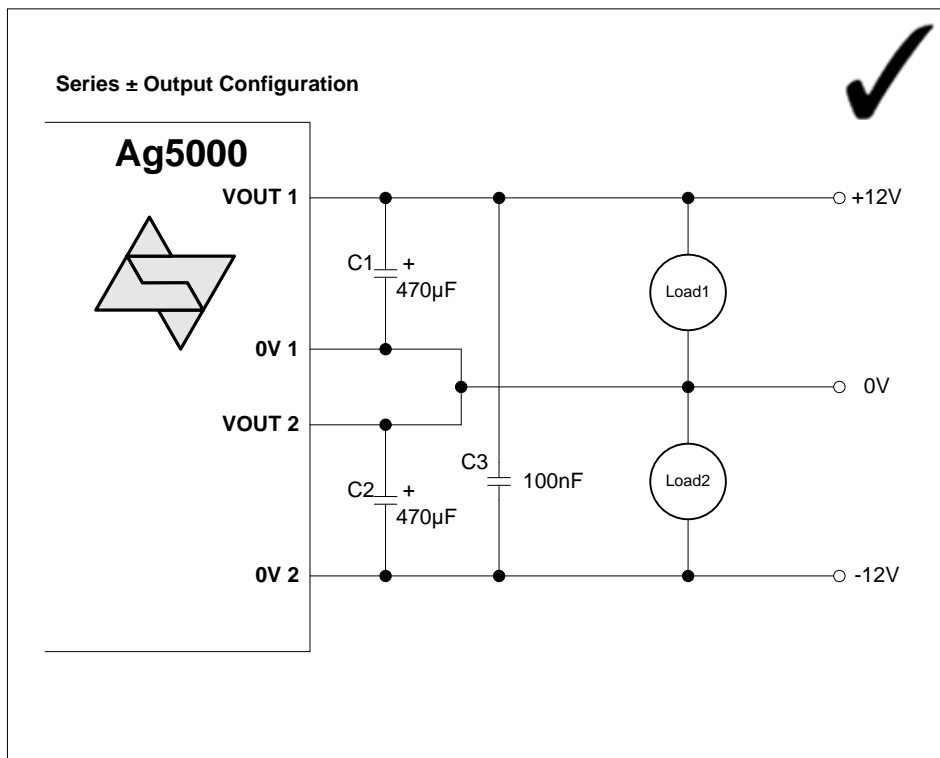 Series ± Output Configuration
Ag5000
VOUT 1
+12V
C1
+
470µF
Load1
0V 1
0V
VOUT 2
C3
100nF
C2
+
470µF
Load2
0V 2
-12V